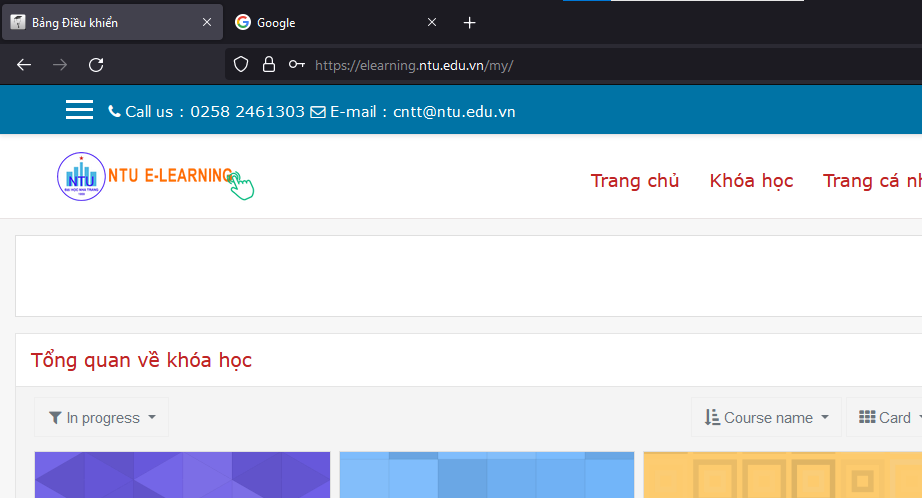 Bảng Điều khiển
Google
https://elearning.ntu.edu.vn/my/
Call us : 0258 2461303 E-mail : cntt@ntu.edu.vn
NTU
ĐẠI HỌC NHA TRANG
NTU E-LEARNING
Trang chủ Khóa học Trang cá nh
Tổng quan về khóa học
In progress Course name Card